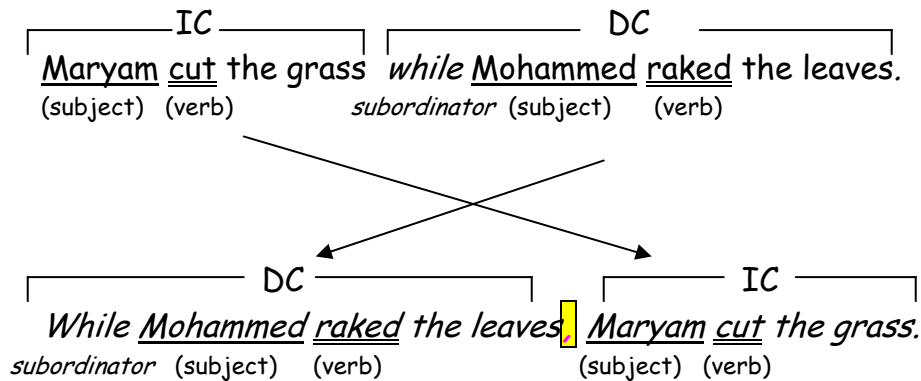 IC DC
Maryam cut the grass while Mohammed raked the leaves.
(subject) (verb) subordinator (subject) (verb)
DC IC
While Mohammed raked the leaves, Maryam cut the grass.
subordinator (subject) (verb) (subject) (verb)